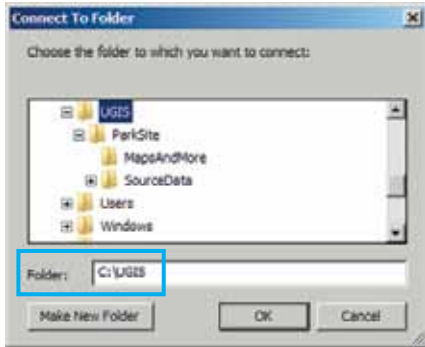 Connect To Folder
Choose the folder to which you want to connect:
UGIS
ParkSite
MapsAndMore
SourceData
Users
Windows
Folder: C:\UGIS
Make New Folder OK Cancel